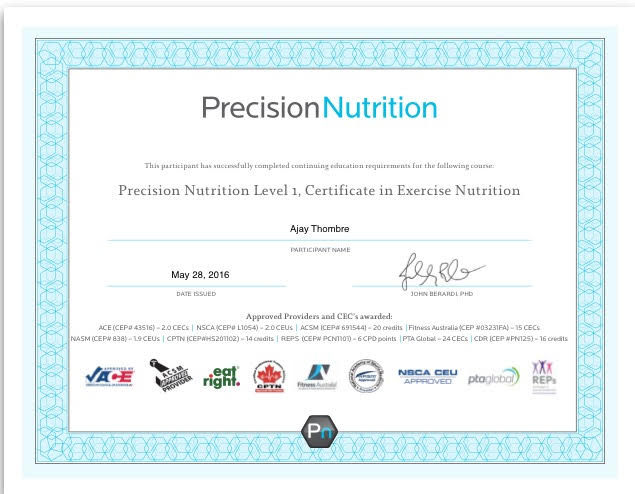 PrecisionNutrition
This participant has successfully completed continuing education requirements for the following course:
Precision Nutrition Level 1, Certificate in Exercise Nutrition
Ajay Thombre
PARTICIPANT NAME
May 28, 2016
DATE ISSUED
JOHN BERARDI, PHD
Approved Providers and CEC's awarded:
ACE (CEP# 43516) – 2.0 CECs | NSCA (CEP# L1054) – 2.0 CEUs | ACSM (CEP# 691544) – 20 credits | Fitness Australia (CEP #03231FA) – 15 CECs
NASM (CEP# 838) – 1.9 CEUs | CPTN (CEP#HS201102) – 14 credits | REPS (CEP# PCN1101) – 6 CPD points | PTA Global – 24 CECs | CDR (CEP #PN125) – 16 credits
APPROVED BY
ACE
ACSM
APPROVED
PROVIDER
eat
right.
CPTN
Fitness Australia
NSCA CEU
APPROVED
ptaglobal
REPs
Pn